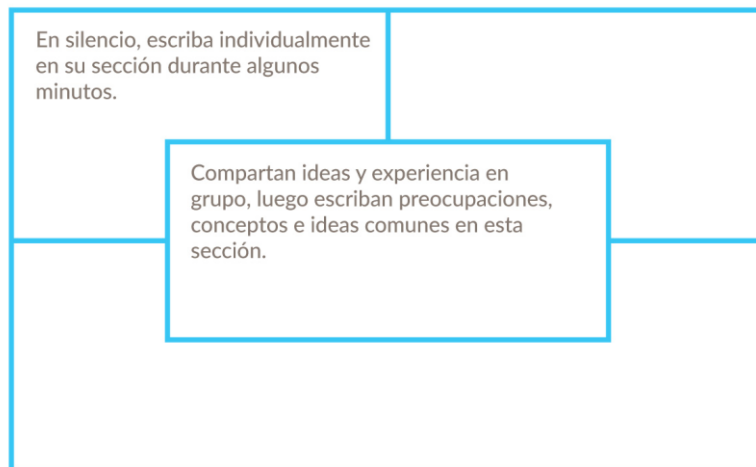 En silencio, escriba individualmente
en su sección durante algunos
minutos.
Compartan ideas y experiencia en
grupo, luego escriban preocupaciones,
conceptos e ideas comunes en esta
sección.